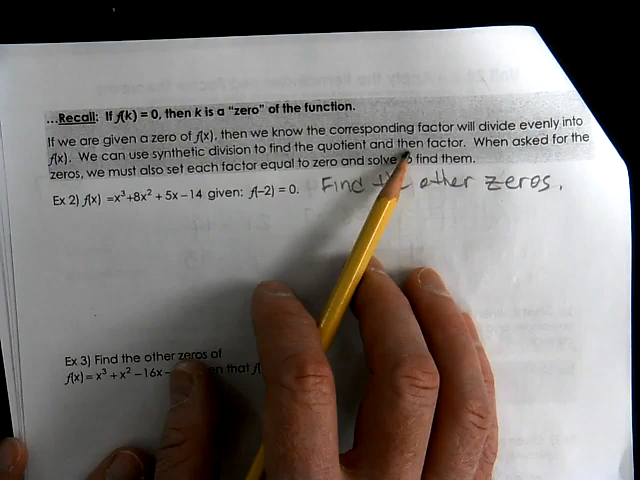 ...Recall: If f(k) = 0, then k is a “zero” of the function.
If we are given a zero of f(x), then we know the corresponding factor will divide evenly into
f(x). We can use synthetic division to find the quotient and then factor. When asked for the
zeros, we must also set each factor equal to zero and solve find them.
Ex 2) f(x) =x³+8x² + 5x – 14 given: f(–2) = 0. Find the other zeros.
Ex 3) Find the other zeros of
f(x) = x³ + x² – 16x – that